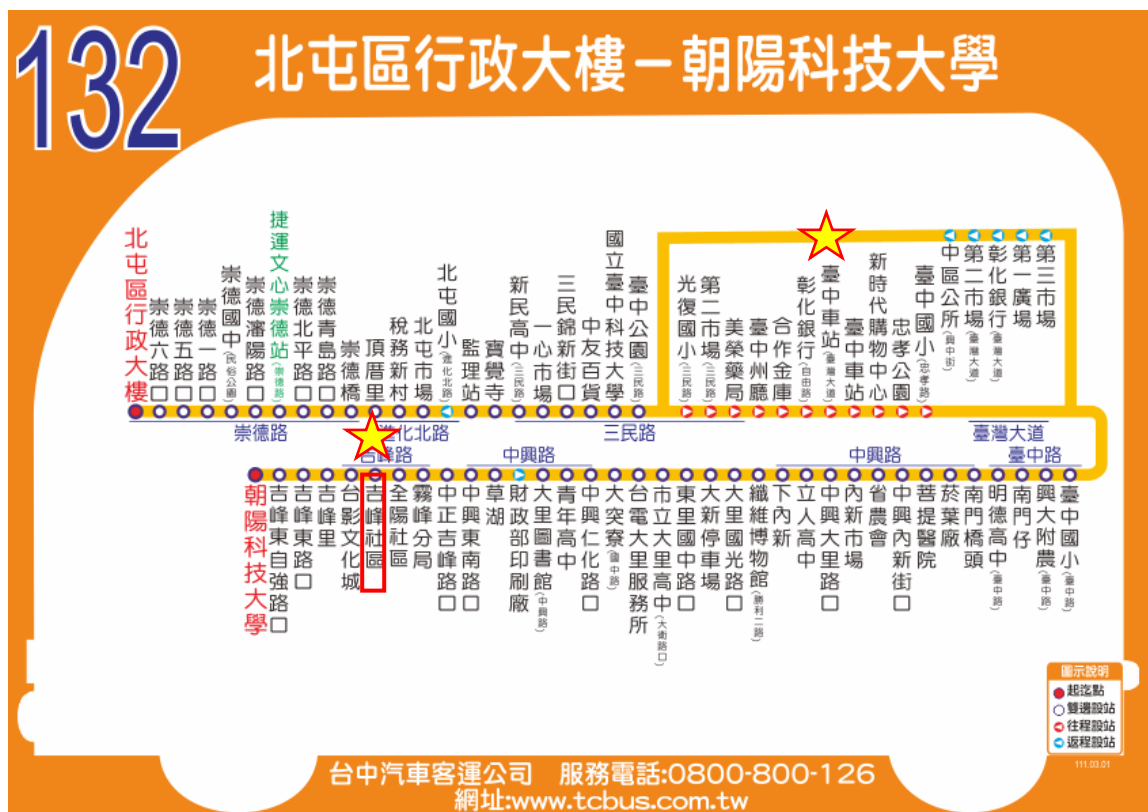 132
北屯區行政大樓－朝陽科技大學
北屯區行政大樓
崇德六路口
崇德五路口
崇德一路口
崇德國中(民俗公園)
崇德瀋陽路口
捷運文心崇德站(崇德路)
崇德北平路口
崇德青島路口
崇德橋
頂厝里
稅務新村
北屯市場
北屯國小(進化北路)
監理站
寶覺寺
新民高中(三民路)
一心市場
三民錦新街口
中友百貨
國立臺中科技大學
臺中公園(三民路)
光復國小(三民路)
第二市場(三民路)
美榮藥局
臺中州廳
合作金庫
彰化銀行(自由路)
臺中車站(臺灣大道)
臺中車站
新時代購物中心
忠孝公園
臺中國小(忠孝路)
中區公所(興中街)
第二市場(臺灣大道)
彰化銀行(臺灣大道)
第一廣場
第三市場
崇德路
進化北路
三民路
臺灣大道
吉峰路
中興路
中興路
臺中路
朝陽科技大學
吉峰東自強路口
吉峰東路口
吉峰里
台影文化城
吉峰社區
全陽社區
霧峰分局
中正吉峰路口
中興東南路口
草湖
財政部印刷廠
大里圖書館(中興路)
青年高中
中興仁化路口
大突寮(國中路)
台電大里服務所
市立大里高中(大衛路口)
東里國中路口
大新停車場
大里國光路口
纖維博物館(勝利二路)
下內新
立人高中
中興大里路口
內新市場
省農會
中興內新街口
菩提醫院
菸葉廠
南門橋頭
明德高中(臺中路)
南門仔
興大附農(臺中路)
臺中國小(臺中路)
圖示說明
起迄點
雙邊設站
往程設站
返程設站
111.03.01
台中汽車客運公司　服務電話:0800-800-126
網址:www.tcbus.com.tw